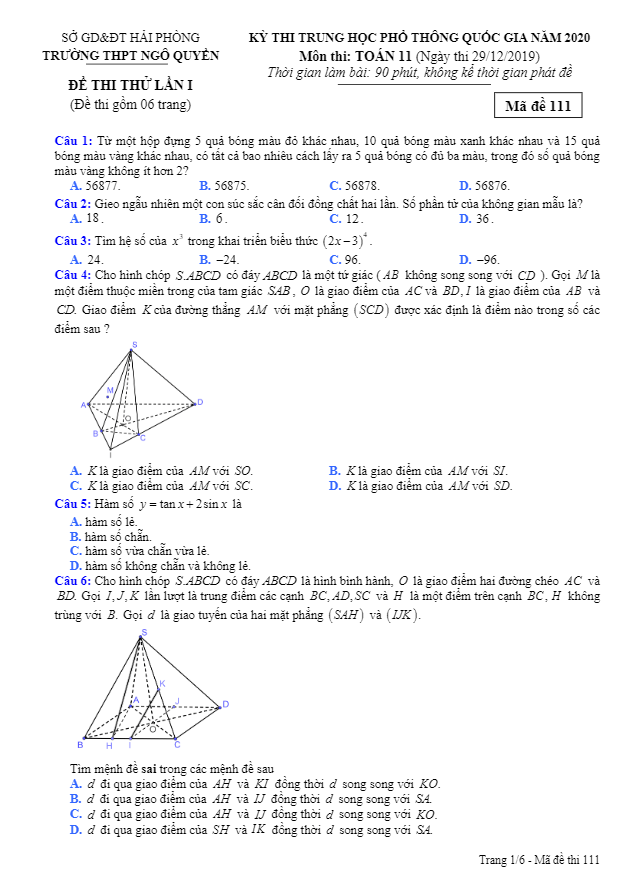 SỞ GD&ĐT HẢI PHÒNG
TRƯỜNG THPT NGÔ QUYỀN
ĐỀ THI THỬ LẦN I
(Đề thi gồm 06 trang)
KỲ THI TRUNG HỌC PHỔ THÔNG QUỐC GIA NĂM 2020
Môn thi: TOÁN 11 (Ngày thi 29/12/2019)
Thời gian làm bài: 90 phút, không kể thời gian phát đề
Mã đề 111
Câu 1: Từ một hộp đựng 5 quả bóng màu đỏ khác nhau, 10 quả bóng màu xanh khác nhau và 15 quả
bóng màu vàng khác nhau, có tất cả bao nhiêu cách lấy ra 5 quả bóng có đủ ba màu, trong đó số quả bóng
màu vàng không ít hơn 2?
A. 56877. B. 56875. C. 56878. D. 56876.
Câu 2: Gieo ngẫu nhiên một con súc sắc cân đối đồng chất hai lần. Số phần tử của không gian mẫu là?
A. 18. B. 6. C. 12. D. 36.
Câu 3: Tìm hệ số của x³ trong khai triển biểu thức (2x−3)⁴.
A. 24. B. −24. C. 96. D. −96.
Câu 4: Cho hình chóp S.ABCD có đáy ABCD là một tứ giác (AB không song song với CD). Gọi M là
một điểm thuộc miền trong của tam giác SAB, O là giao điểm của AC và BD, I là giao điểm của AB và
CD. Giao điểm K của đường thẳng AM với mặt phẳng (SCD) được xác định là điểm nào trong số các
điểm sau ?
S
M
A
D
O
B
C
I
A. K là giao điểm của AM với SO. B. K là giao điểm của AM với SI.
C. K là giao điểm của AM với SC. D. K là giao điểm của AM với SD.
Câu 5: Hàm số y = tan x + 2 sin x là
A. hàm số lẻ.
B. hàm số chẵn.
C. hàm số vừa chẵn vừa lẻ.
D. hàm số không chẵn và không lẻ.
Câu 6: Cho hình chóp S.ABCD có đáy ABCD là hình bình hành, O là giao điểm hai đường chéo AC và
BD. Gọi I, J, K lần lượt là trung điểm các cạnh BC, AD, SC và H là một điểm trên cạnh BC, H không
trùng với B. Gọi d là giao tuyến của hai mặt phẳng (SAH) và (IJK).
S
K
A
J
D
O
B
H
I
C
Tìm mệnh đề sai trong các mệnh đề sau
A. d đi qua giao điểm của AH và KI đồng thời d song song với KO.
B. d đi qua giao điểm của AH và IJ đồng thời d song song với SA.
C. d đi qua giao điểm của AH và IJ đồng thời d song song với KO.
D. d đi qua giao điểm của SH và IK đồng thời d song song với SA.
Trang 1/6 - Mã đề thi 111